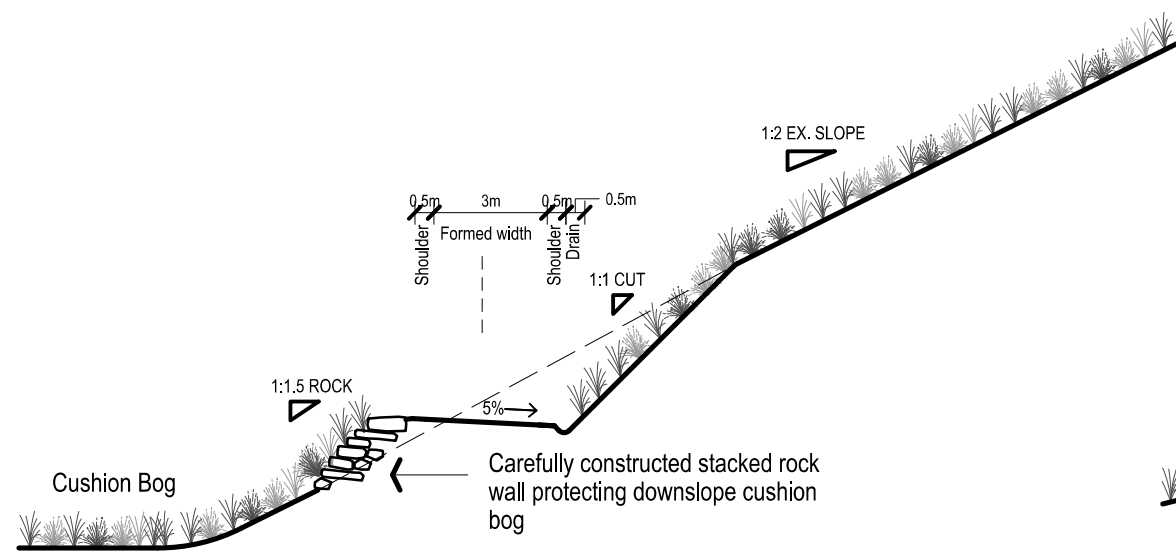 1:2 EX. SLOPE
0.5m
3m
0.5m
0.5m
Shoulder
Formed width
Shoulder
Drain
1:1 CUT
1:1.5 ROCK
5%
Cushion Bog
Carefully constructed stacked rock
wall protecting downslope cushion
bog